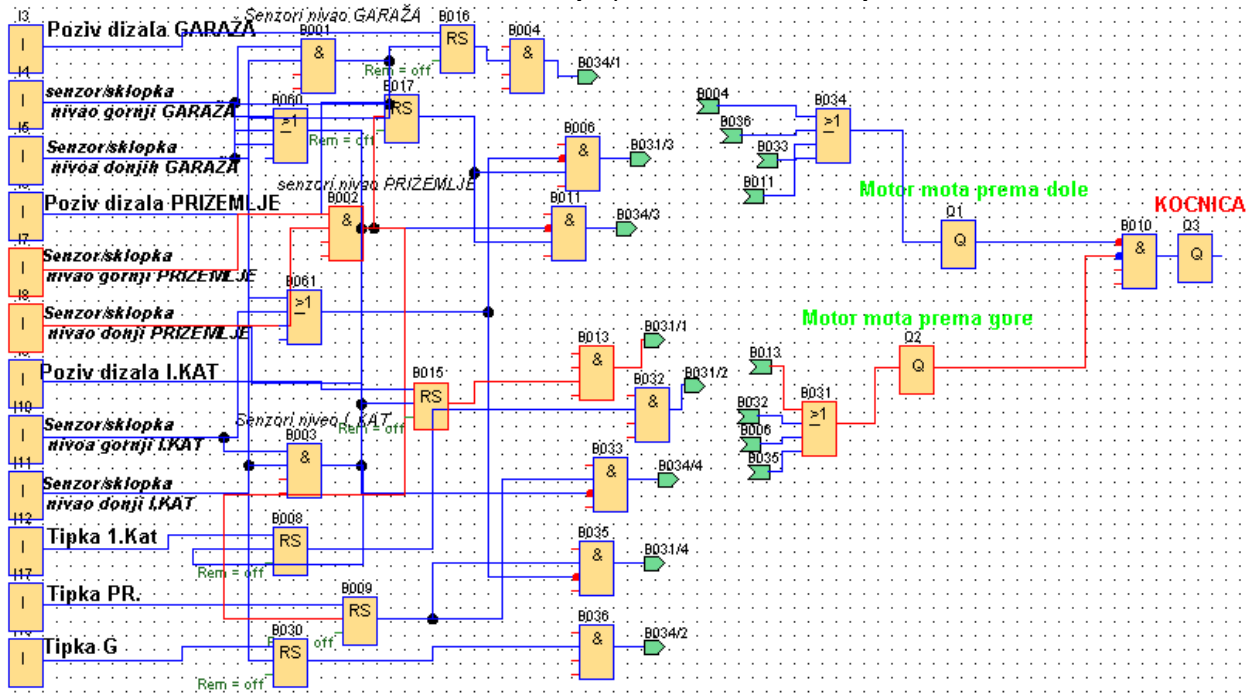 I3
Senzori nivao GARAŽA
B016
B001
B004
Poziv dizala GARAŽA
I
&
RS
&
Rem = off
B034/1
I4
B017
senzor/sklopka
nivao gornji GARAŽA
I
B060
RS
B004
B034
≥1
Rem = off
B006
B036
≥1
I6
Senzor/sklopka
nivoa donjih GARAŽA
I
&
B031/3
B033
senzori nivao PRIZEMLJE
B011
Motor mota prema dole
Poziv dizala PRIZEMLJE
I
B002
&
B011
&
B034/3
Q1
Q
KOCNICA
B010
&
Q3
Q
I7
Senzor/sklopka
nivao gornji PRIZEMLJE
I
B061
≥1
I8
Senzor/sklopka
nivao donji PRIZEMLJE
I
Motor mota prema gore
B013
&
B031/1
B013
Q2
Q
Poziv dizala I.KAT
I
B015
RS
B032
&
B031/2
B031
≥1
B032
B006
B035
I10
Senzori niveo I. KAT
Rem = off
Senzor/sklopka
nivoa gornji I.KAT
I
B003
&
B033
&
B034/4
I11
Senzor/sklopka
nivao donji I.KAT
I
I12
Tipka 1.Kat
I
B008
RS
Rem = off
B035
&
B031/4
I17
Tipka PR.
I
B009
RS
off
B036
&
B034/2
Tipka G
I
B030
RS
Rem = off